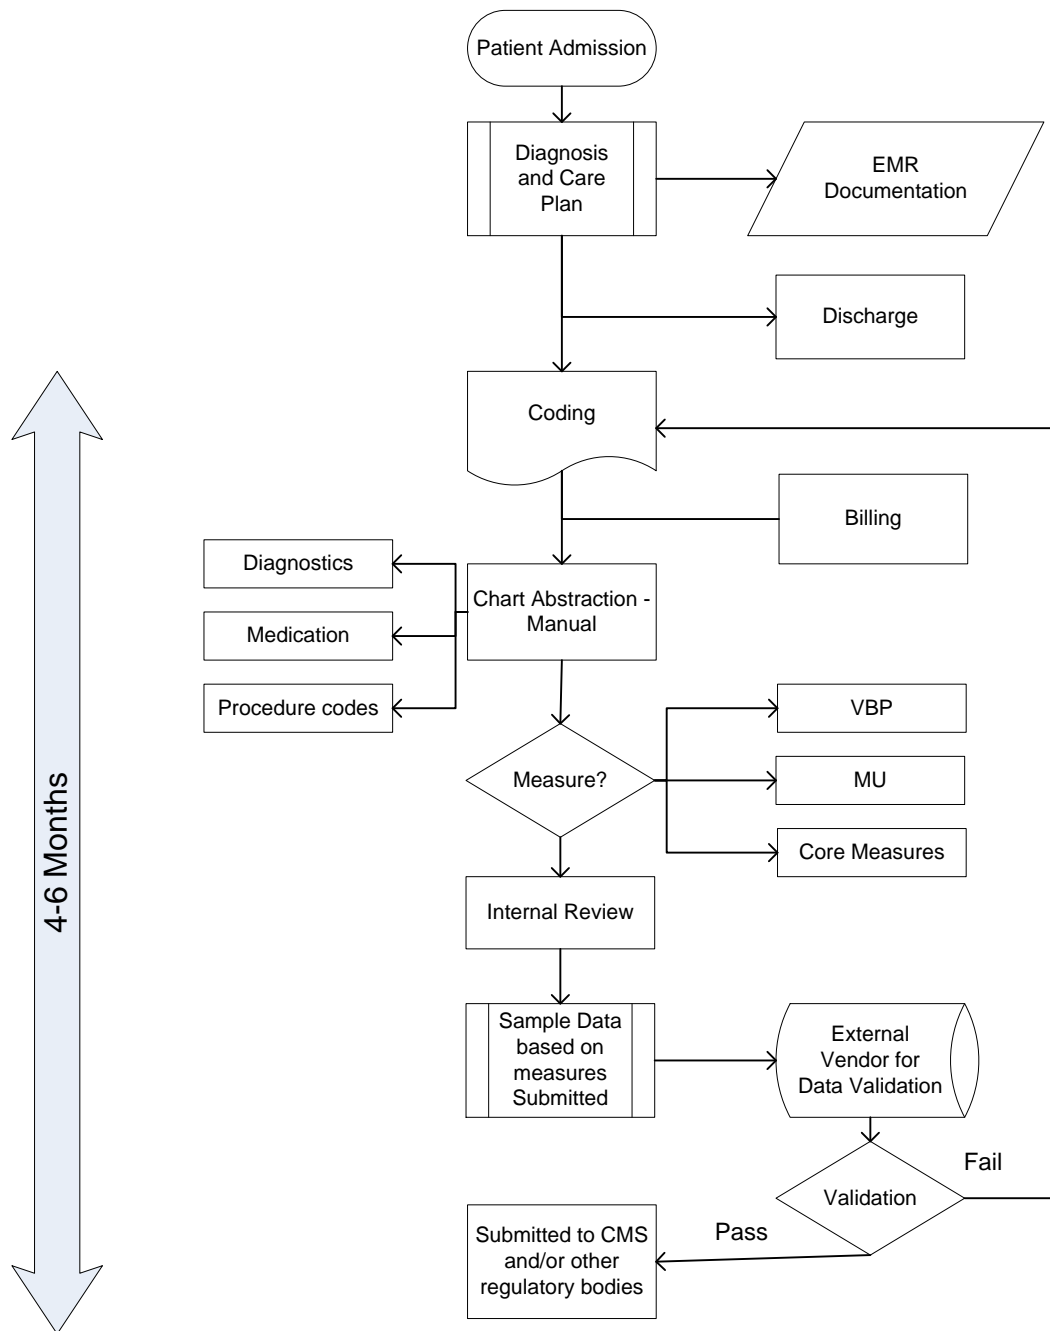 Patient Admission
Diagnosis
and Care
Plan
EMR
Documentation
Discharge
Coding
Billing
Diagnostics
Chart Abstraction -
Manual
Medication
Procedure codes
VBP
Measure?
MU
Core Measures
4-6 Months
Internal Review
Sample Data
based on
measures
Submitted
External
Vendor for
Data Validation
Fail
Validation
Pass
Submitted to CMS
and/or other
regulatory bodies